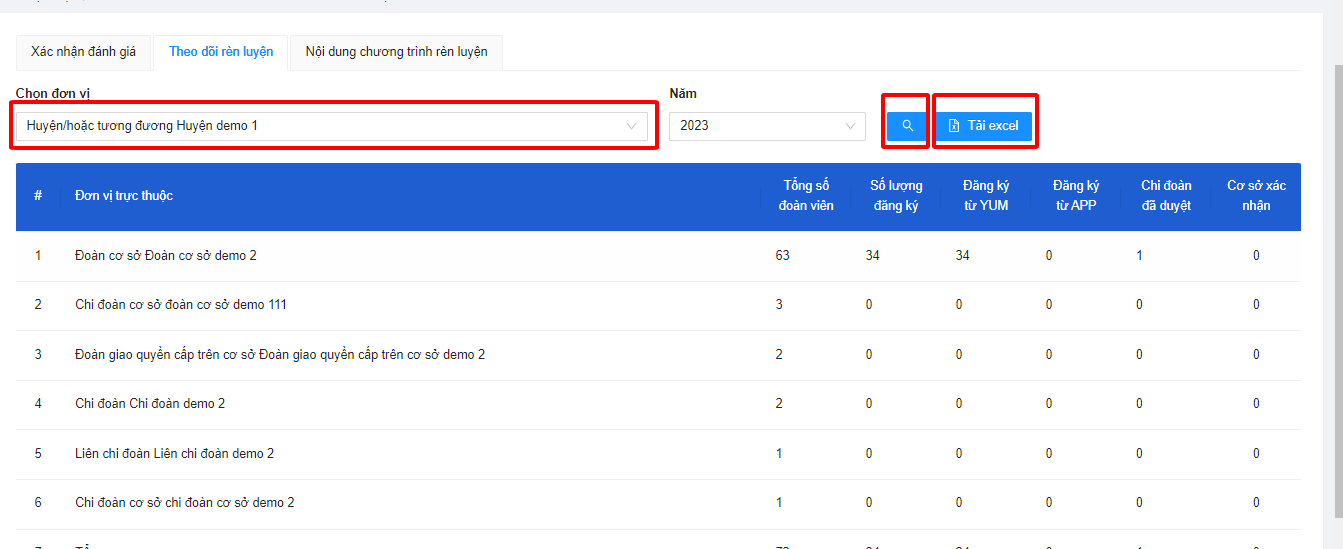 Xác nhận đánh giá Theo dõi rèn luyện Nội dung chương trình rèn luyện
Chọn đơn vị Năm
Huyện/hoặc tương đương Huyện demo 1 2023 Tải excel
# Đơn vị trực thuộc Tổng số đoàn viên Số lượng đăng ký Đăng ký từ YUM Đăng ký từ APP Chi đoàn đã duyệt Cơ sở xác nhận
1 Đoàn cơ sở Đoàn cơ sở demo 2 63 34 34 0 1 0
2 Chi đoàn cơ sở đoàn cơ sở demo 111 3 0 0 0 0 0
3 Đoàn giao quyền cấp trên cơ sở Đoàn giao quyền cấp trên cơ sở demo 2 2 0 0 0 0 0
4 Chi đoàn Chi đoàn demo 2 2 0 0 0 0 0
5 Liên chi đoàn Liên chi đoàn demo 2 1 0 0 0 0 0
6 Chi đoàn cơ sở chi đoàn cơ sở demo 2 1 0 0 0 0 0